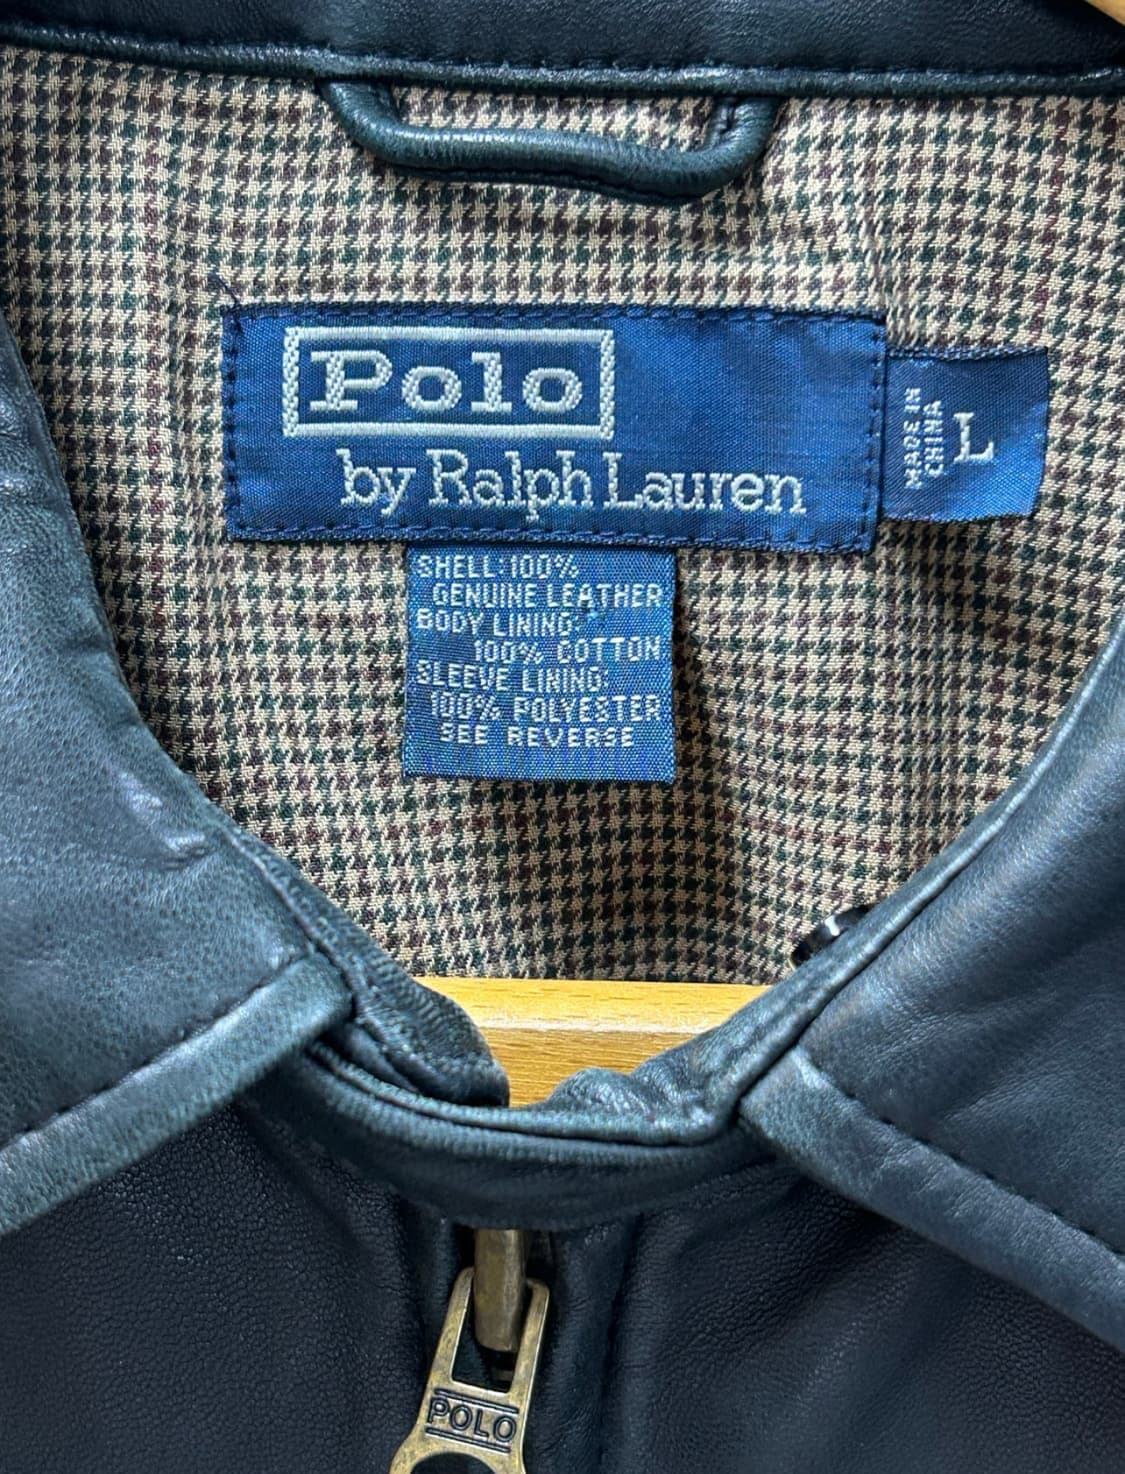 Polo
by Ralph Lauren
MADE IN
CHINA
L
SHELL: 100%
GENUINE LEATHER
BODY LINING:
100% COTTON
SLEEVE LINING:
100% POLYESTER
SEE REVERSE
POLO